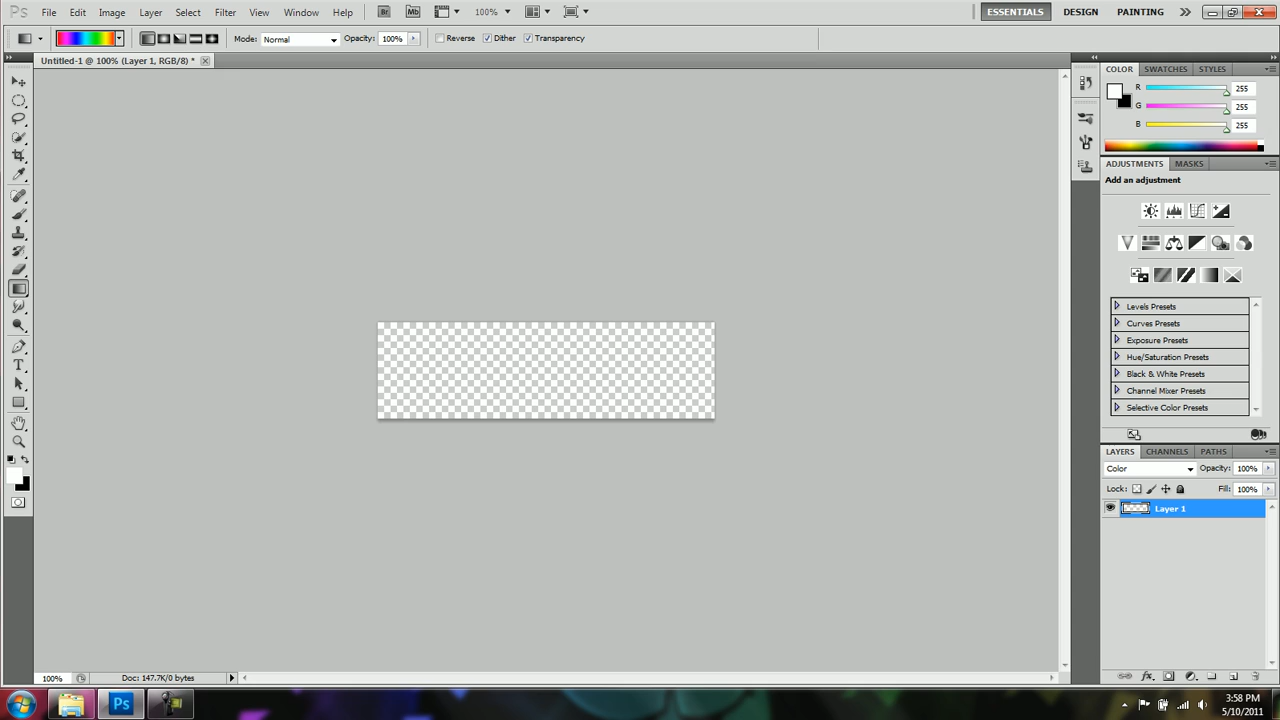 Ps File Edit Image Layer Select Filter View Window Help Br Mb 100% ESSENTIALS DESIGN PAINTING
Mode: Normal Opacity: 100% Reverse Dither Transparency
Untitled-1 @ 100% (Layer 1, RGB/8) *
COLOR SWATCHES STYLES
R 255
G 255
B 255
ADJUSTMENTS MASKS
Add an adjustment
Levels Presets
Curves Presets
Exposure Presets
Hue/Saturation Presets
Black & White Presets
Channel Mixer Presets
Selective Color Presets
LAYERS CHANNELS PATHS
Color Opacity: 100%
Lock: Fill: 100%
Layer 1
100% Doc: 147.7K/0 bytes
Ps
3:58 PM
5/10/2011